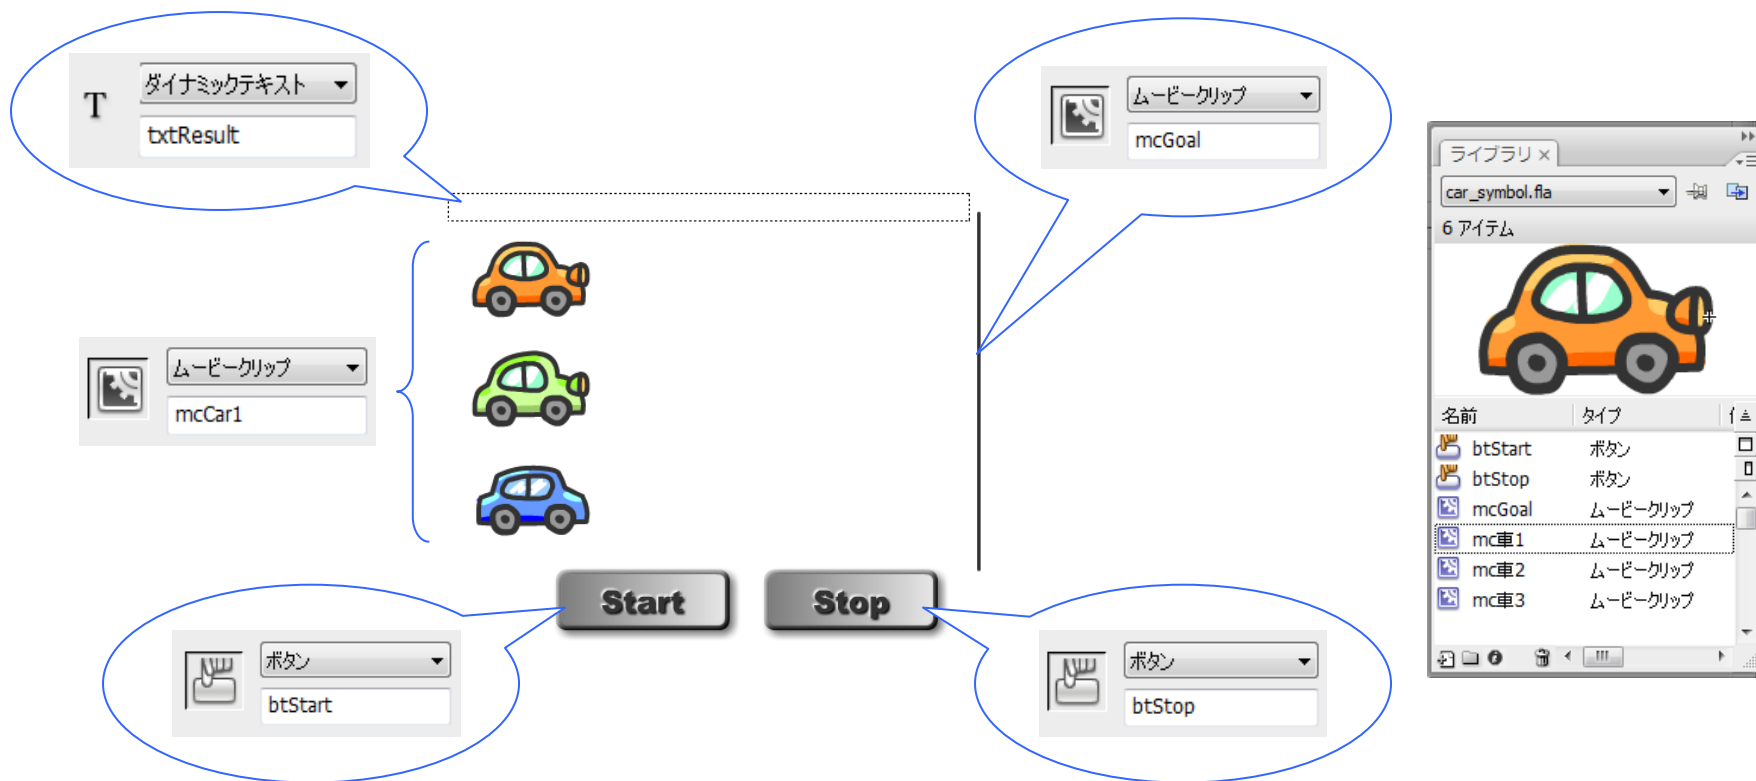 T
ダイナミックテキスト
txtResult
ムービークリップ
mcGoal
ムービークリップ
mcCar1
Start
Stop
ボタン
btStart
ボタン
btStop
ライブラリ ×
car_symbol.fla
6 アイテム
名前 タイプ
btStart ボタン
btStop ボタン
mcGoal ムービークリップ
mc車1 ムービークリップ
mc車2 ムービークリップ
mc車3 ムービークリップ